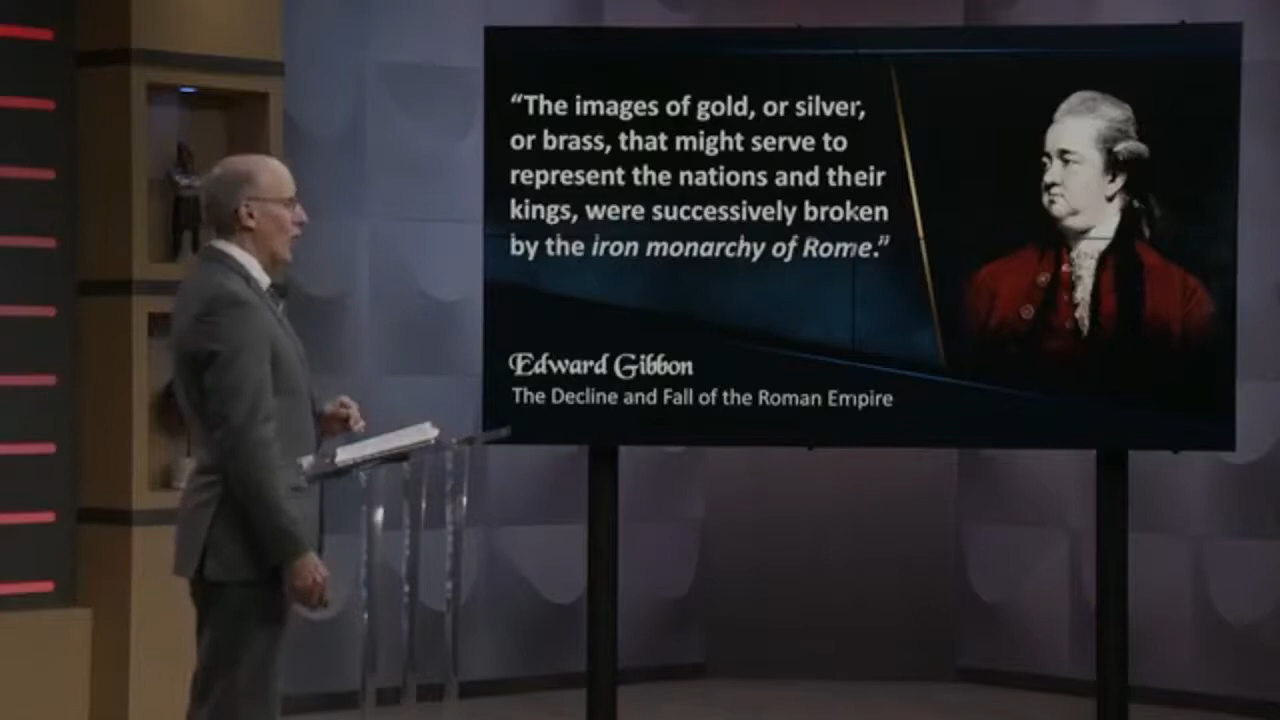 “The images of gold, or silver,
or brass, that might serve to
represent the nations and their
kings, were successively broken
by the iron monarchy of Rome.”
Edward Gibbon
The Decline and Fall of the Roman Empire